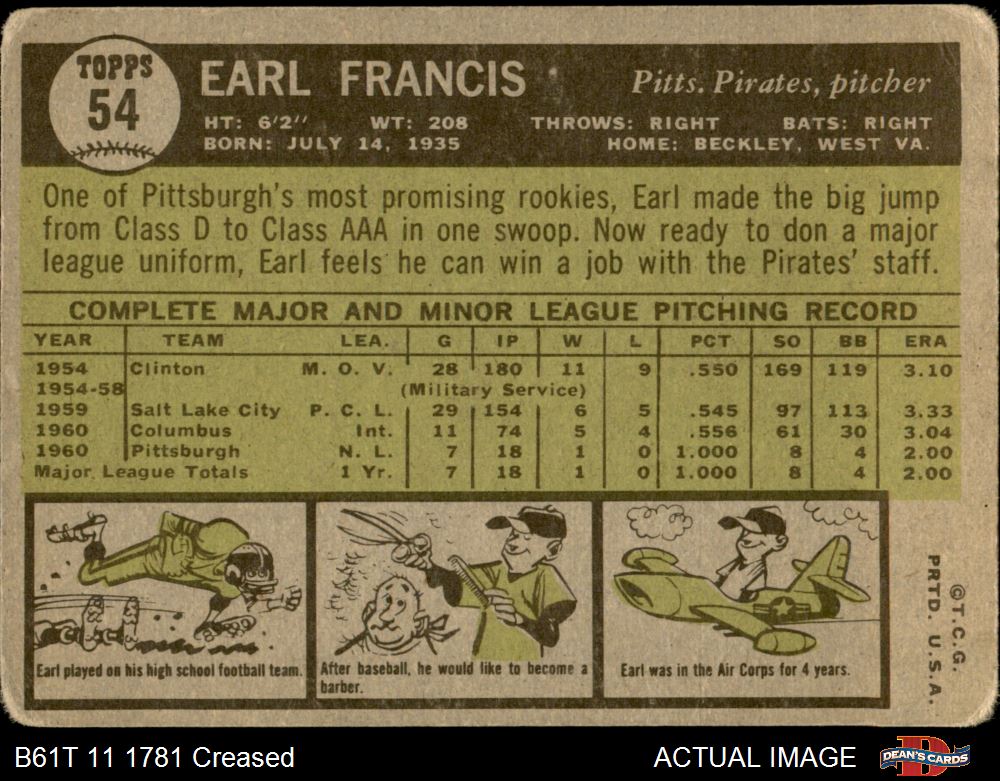 TOPPS
54
EARL FRANCIS
Pitts. Pirates, pitcher
HT: 6'2" WT: 208 THROWS: RIGHT BATS: RIGHT
BORN: JULY 14, 1935 HOME: BECKLEY, WEST VA.
One of Pittsburgh's most promising rookies, Earl made the big jump
from Class D to Class AAA in one swoop. Now ready to don a major
league uniform, Earl feels he can win a job with the Pirates' staff.
COMPLETE MAJOR AND MINOR LEAGUE PITCHING RECORD
YEAR TEAM LEA. G IP W L PCT SO BB ERA
1954 Clinton M. O. V. 28 180 11 9 .550 169 119 3.10
1954-58 (Military Service)
1959 Salt Lake City P. C. L. 29 154 6 5 .545 97 113 3.33
1960 Columbus Int. 11 74 5 4 .556 61 30 3.04
1960 Pittsburgh N. L. 7 18 1 0 1.000 8 4 2.00
Major League Totals 1 Yr. 7 18 1 0 1.000 8 4 2.00
Earl played on his high school football team.
After baseball, he would like to become a
barber.
Earl was in the Air Corps for 4 years.
©T.C.G.
PRTD. U.S.A.
B61T 11 1781 Creased
ACTUAL IMAGE
D
DEAN'S CARDS